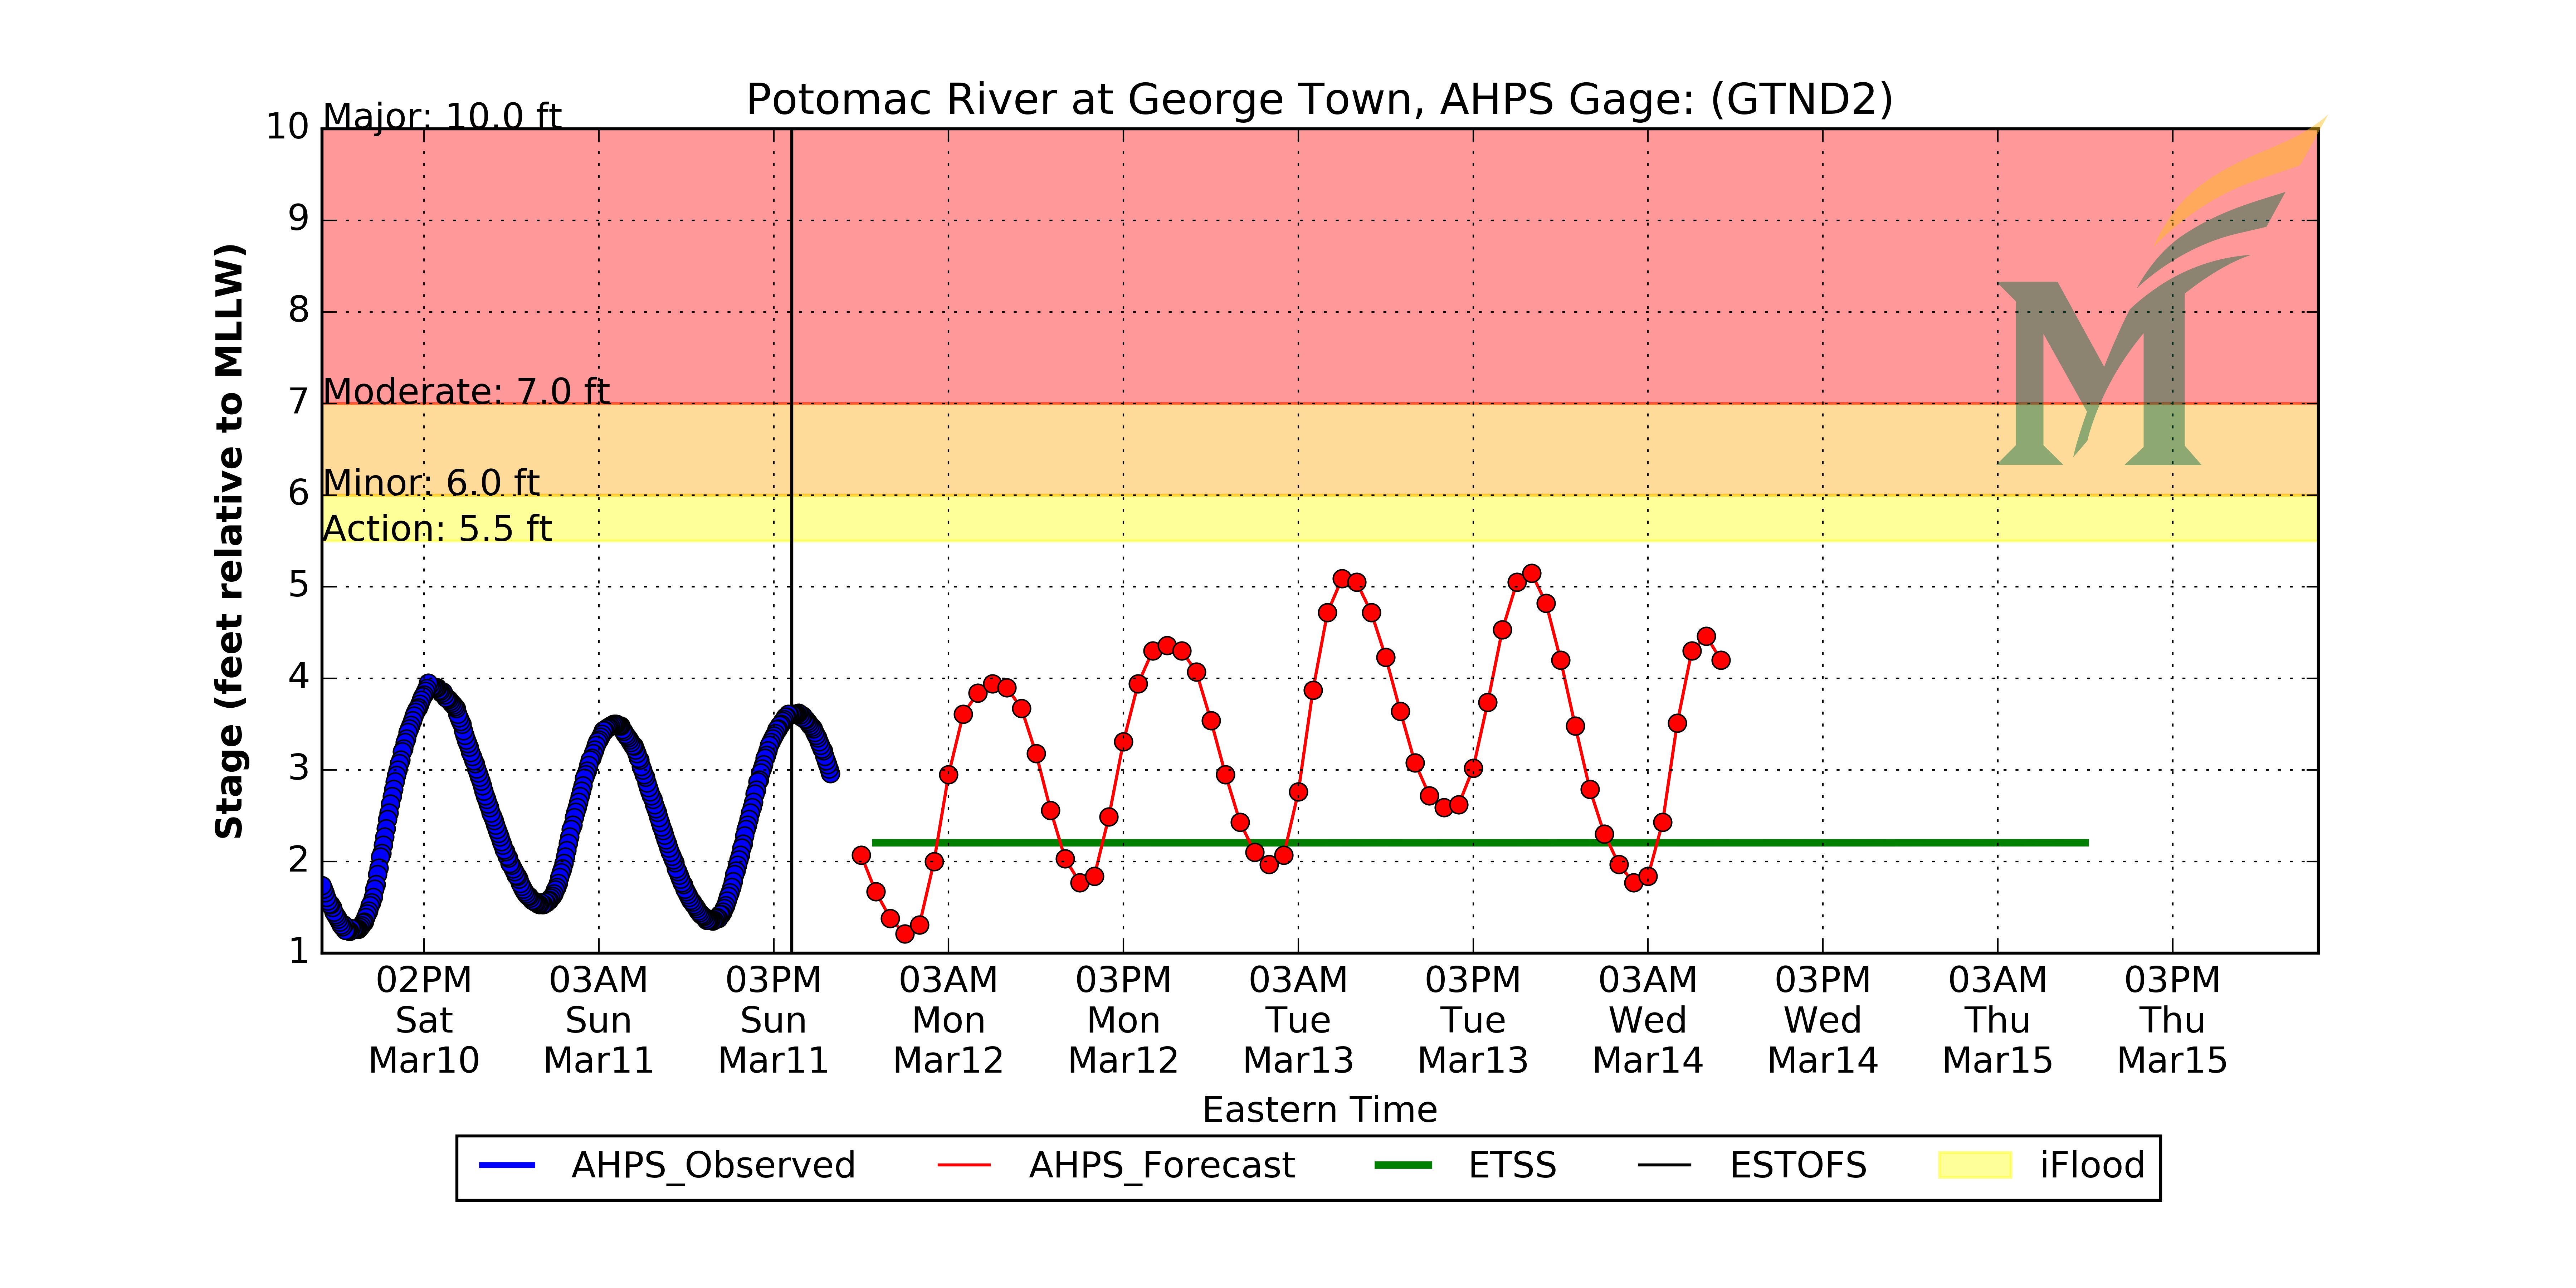 Potomac River at George Town, AHPS Gage: (GTND2)
Major: 10.0 ft
Moderate: 7.0 ft
Minor: 6.0 ft
Action: 5.5 ft
Stage (feet relative to MLLW)
10
9
8
7
6
5
4
3
2
1
02PM Sat Mar10
03AM Sun Mar11
03PM Sun Mar11
03AM Mon Mar12
03PM Mon Mar12
03AM Tue Mar13
03PM Tue Mar13
03AM Wed Mar14
03PM Wed Mar14
03AM Thu Mar15
03PM Thu Mar15
Eastern Time
AHPS_Observed
AHPS_Forecast
ETSS
ESTOFS
iFlood
M